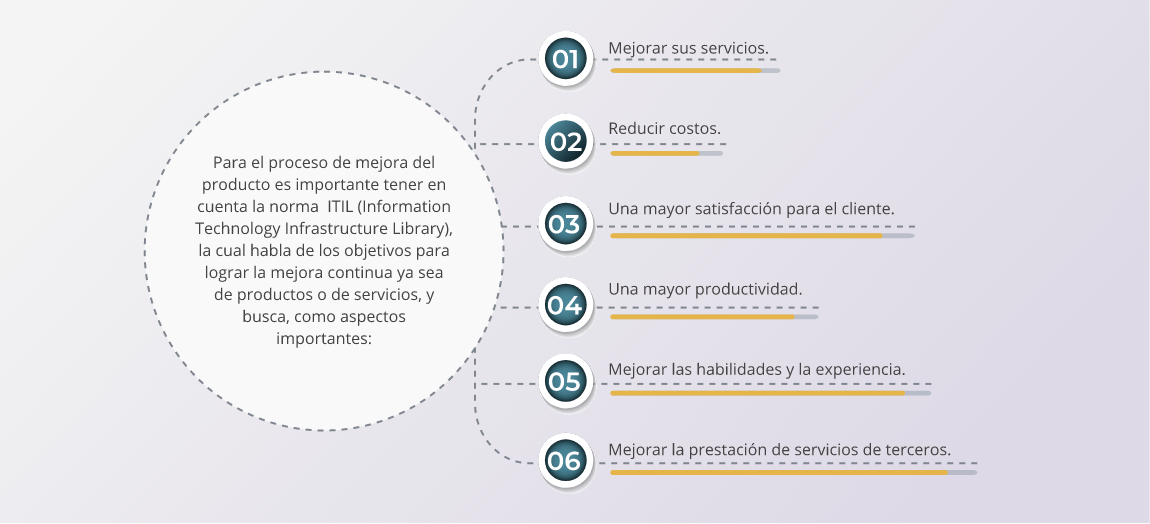 Para el proceso de mejora del
producto es importante tener en
cuenta la norma  ITIL (Information
Technology Infrastructure Library),
la cual habla de los objetivos para
lograr la mejora continua ya sea
de productos o de servicios, y
busca, como aspectos
importantes:
01 Mejorar sus servicios.
02 Reducir costos.
03 Una mayor satisfacción para el cliente.
04 Una mayor productividad.
05 Mejorar las habilidades y la experiencia.
06 Mejorar la prestación de servicios de terceros.